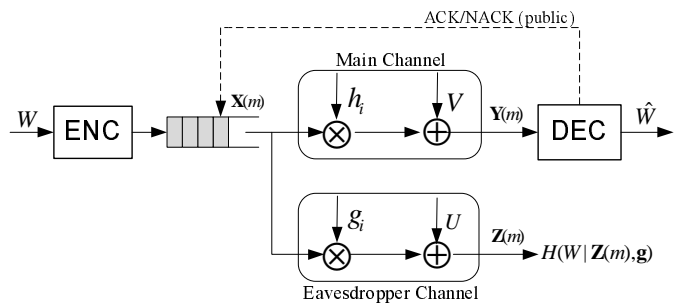 ACK/NACK (public)
Main Channel
W
ENC
X(m)
h_i
V
Y(m)
DEC
Ŵ
g_i
U
Z(m)
H(W | Z(m),g)
Eavesdropper Channel